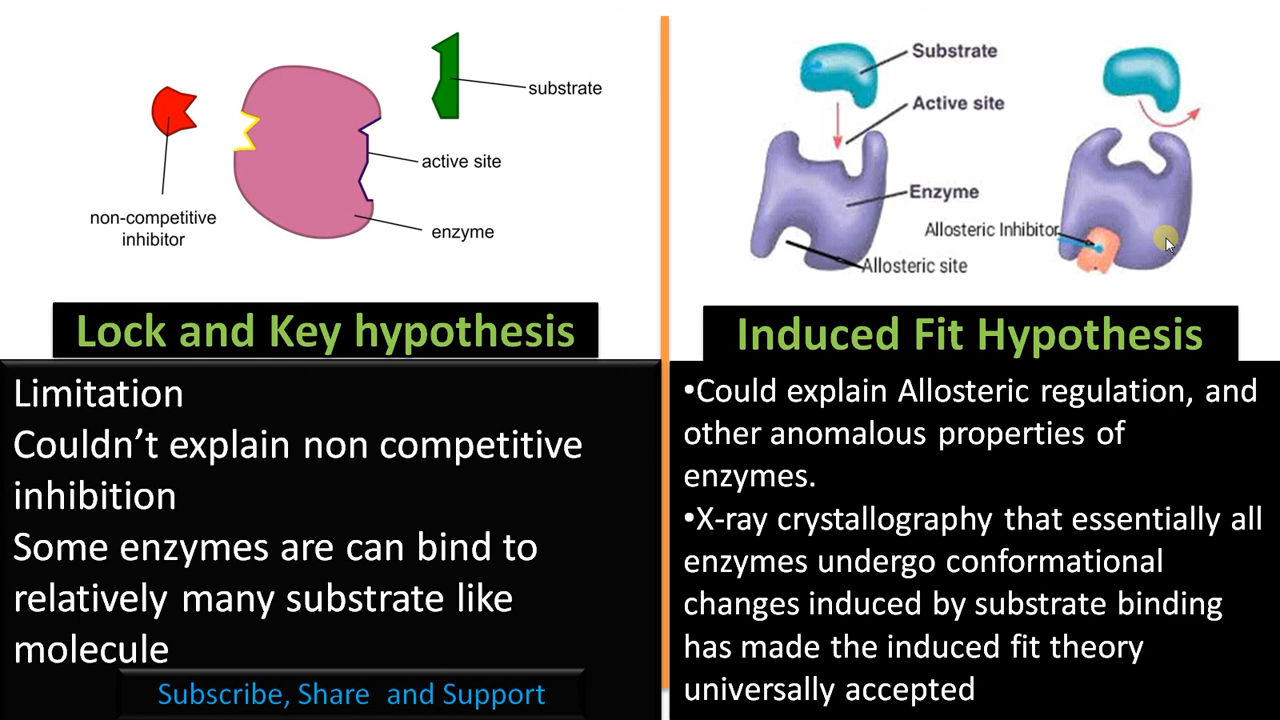 substrate
active site
non-competitive
inhibitor
enzyme
Lock and Key hypothesis
Limitation
Couldn’t explain non competitive
inhibition
Some enzymes are can bind to
relatively many substrate like
molecule
Subscribe, Share  and Support
Substrate
Active site
Enzyme
Allosteric Inhibitor
Allosteric site
Induced Fit Hypothesis
•Could explain Allosteric regulation, and
other anomalous properties of
enzymes.
•X-ray crystallography that essentially all
enzymes undergo conformational
changes induced by substrate binding
has made the induced fit theory
universally accepted